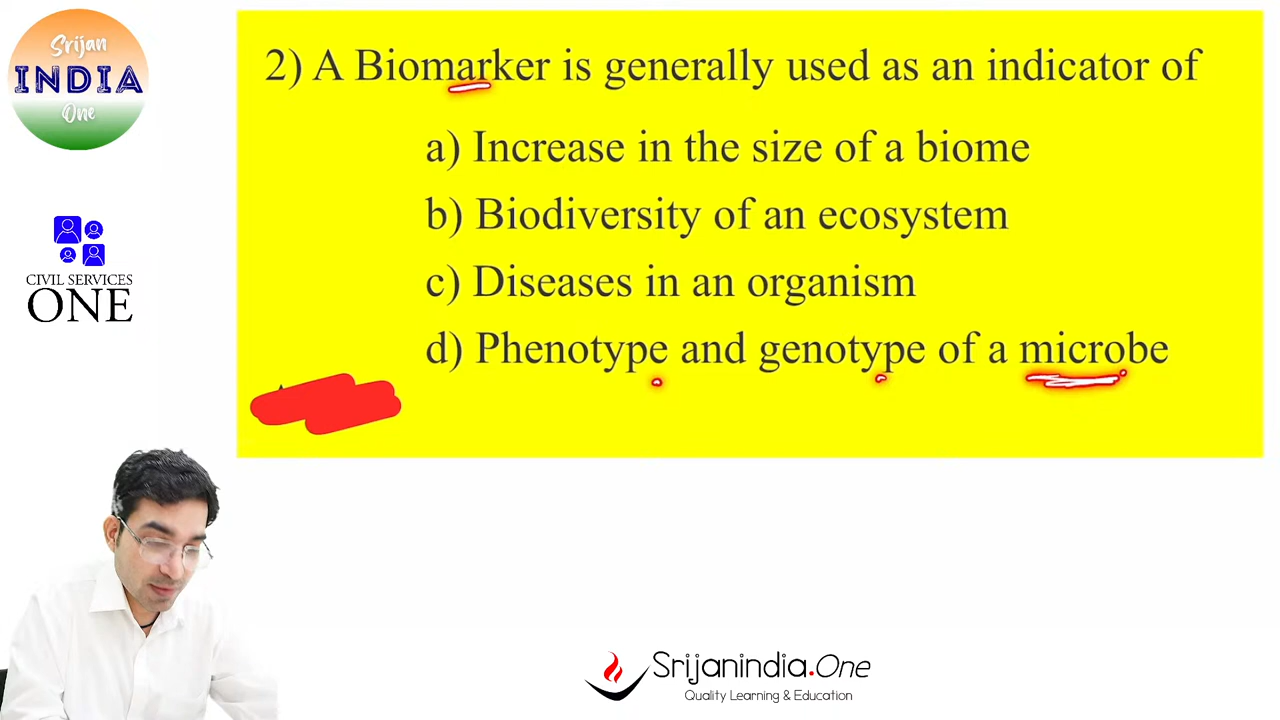 Srijan
INDIA
One
CIVIL SERVICES
ONE
2) A Biomarker is generally used as an indicator of
a) Increase in the size of a biome
b) Biodiversity of an ecosystem
c) Diseases in an organism
d) Phenotype and genotype of a microbe
Srijanindia.One
Quality Learning & Education